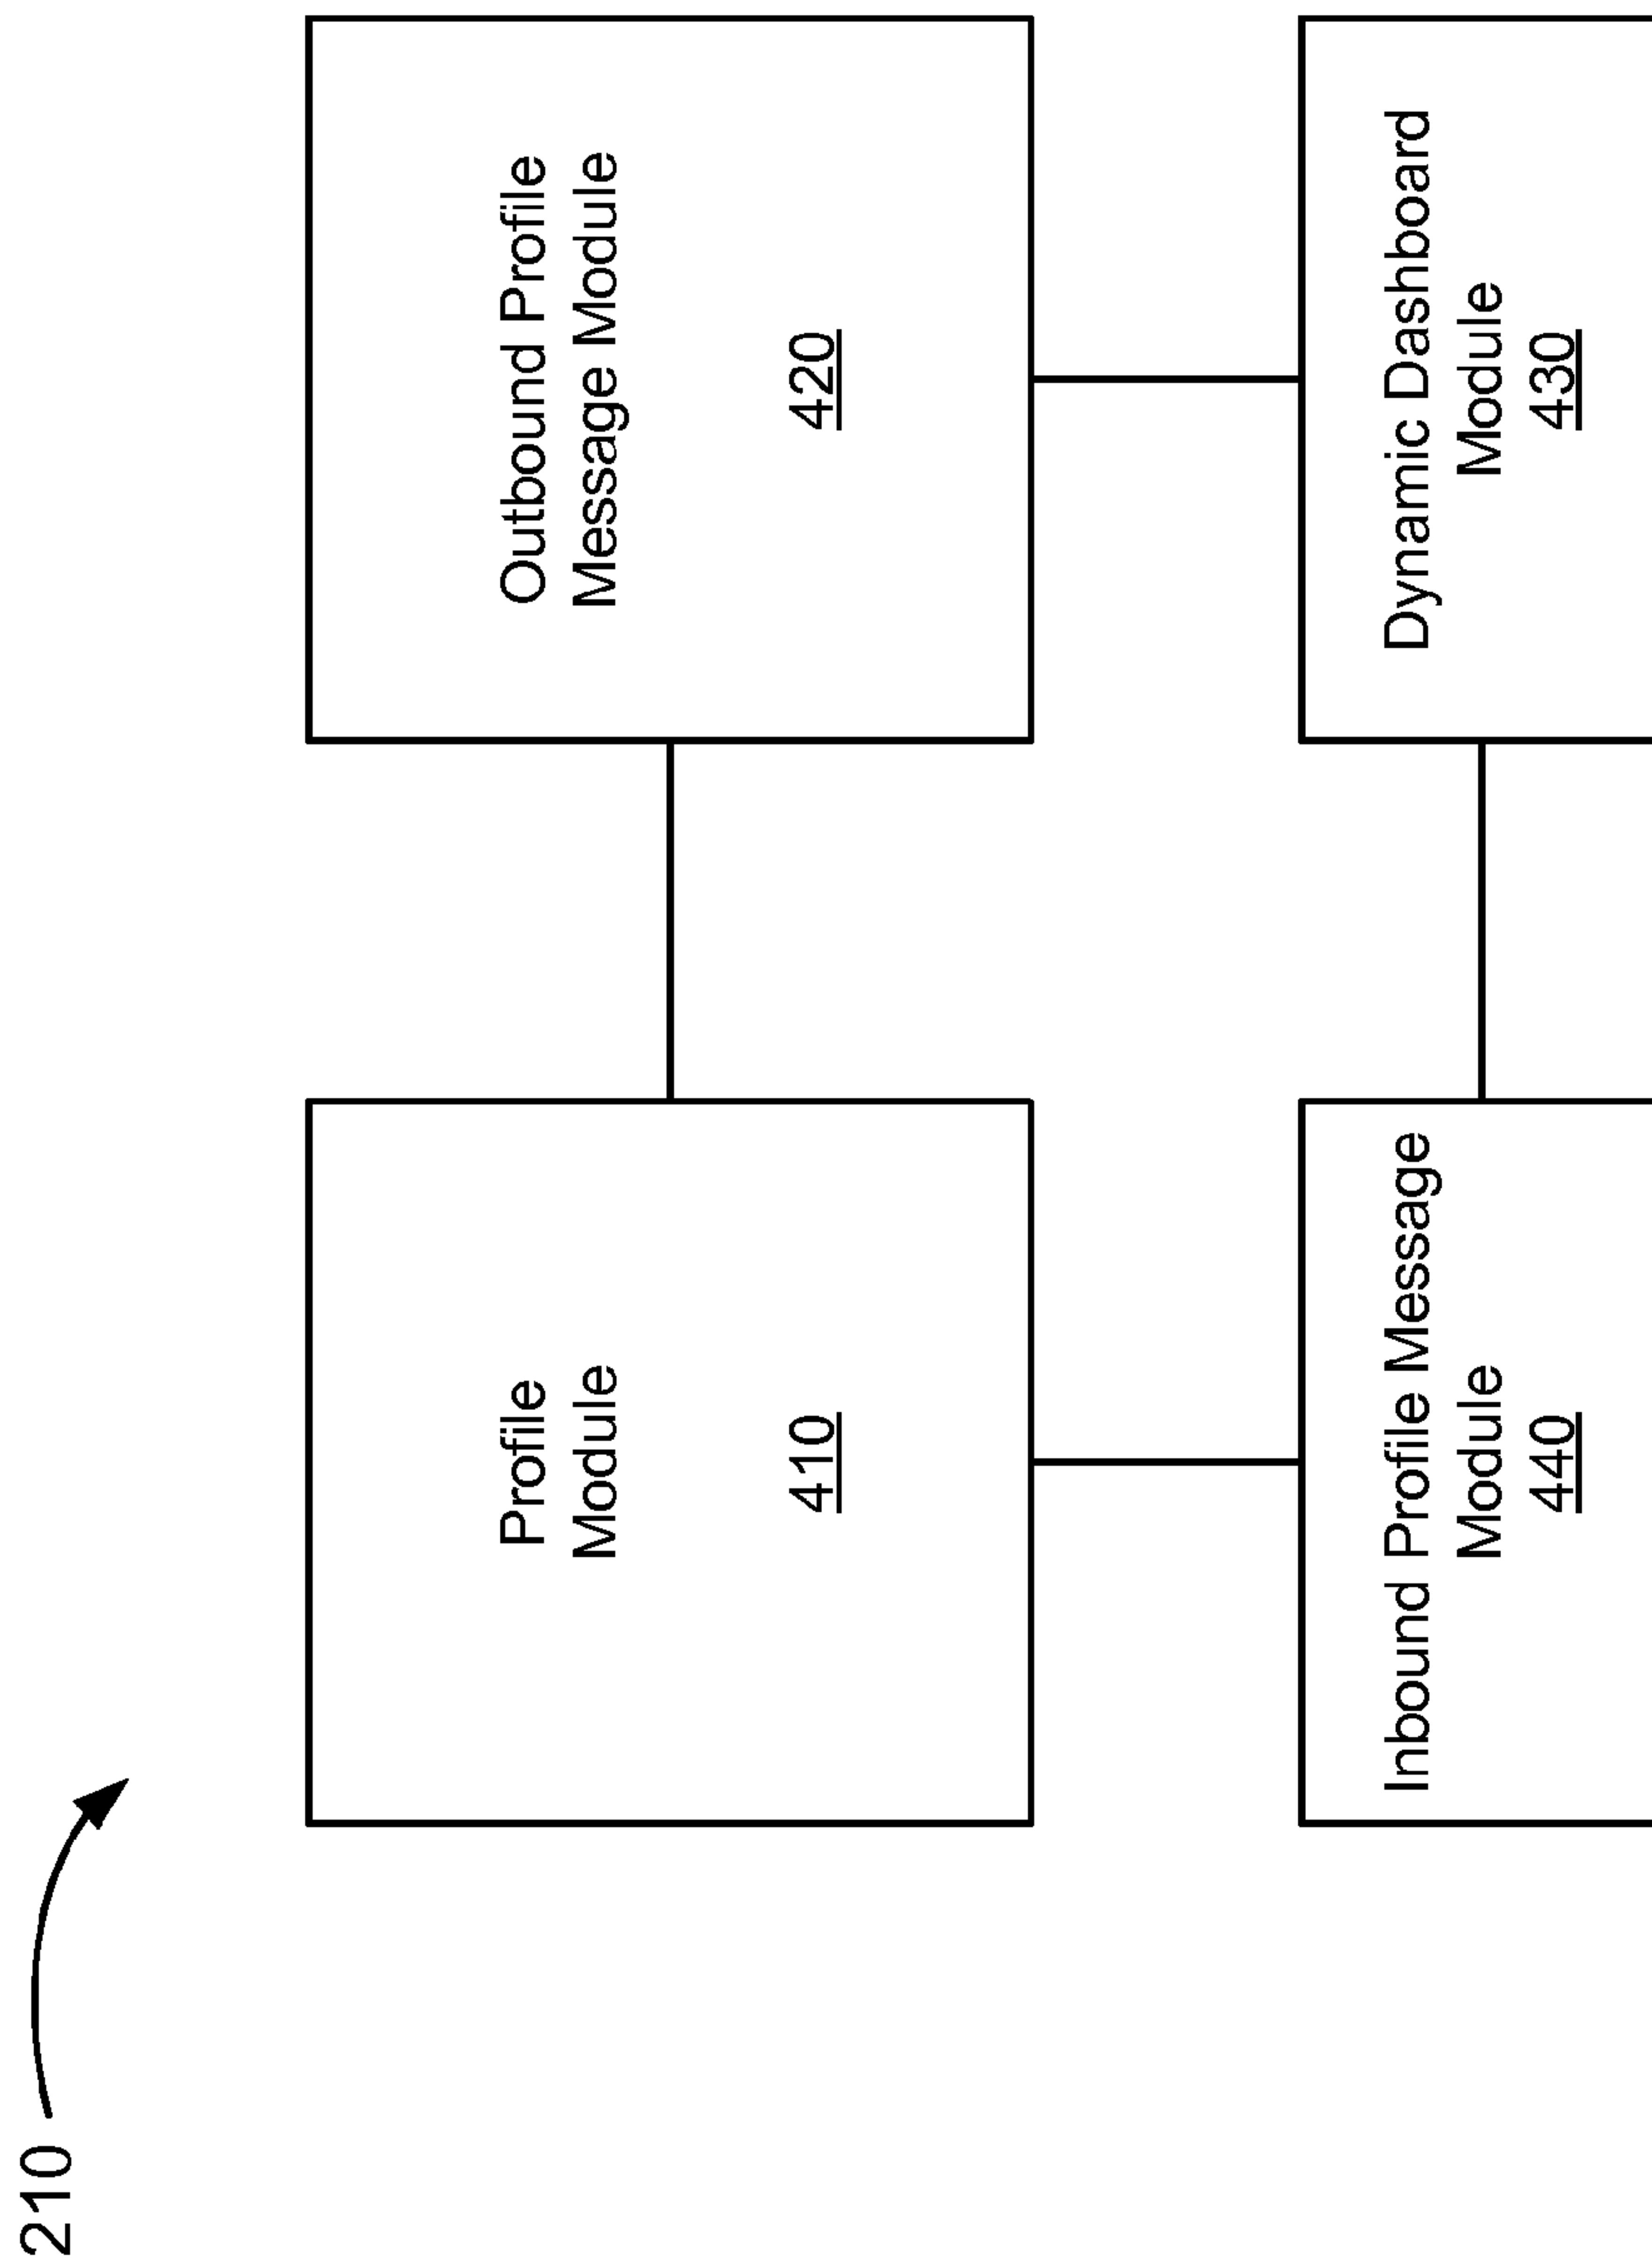 210
Profile
Module
410
Outbound Profile
Message Module
420
Inbound Profile Message
Module
440
Dynamic Dashboard
Module
430